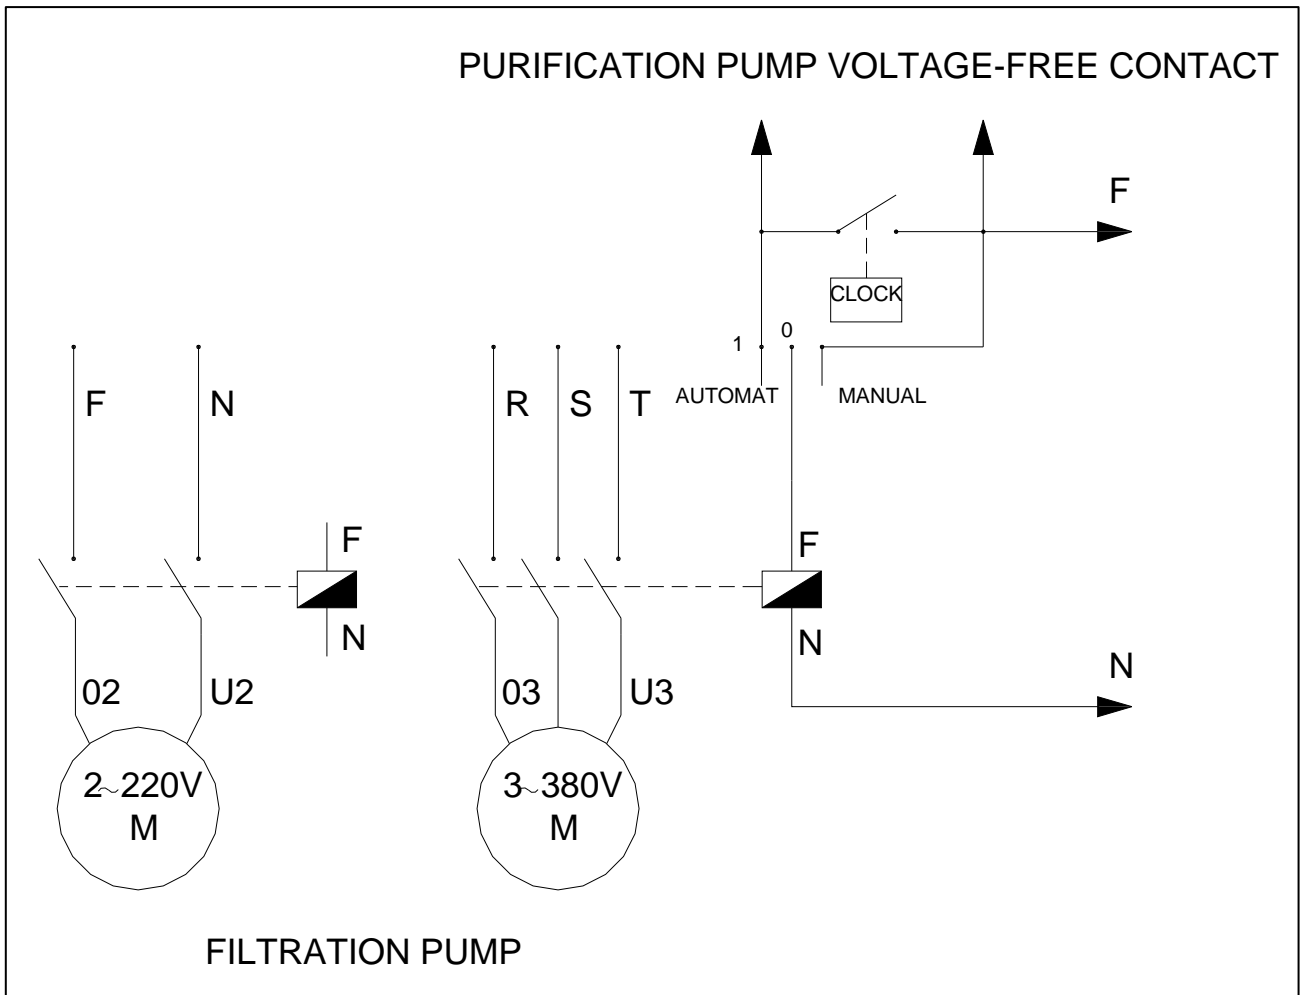 PURIFICATION PUMP VOLTAGE-FREE CONTACT
F
CLOCK
1
0
AUTOMAT
MANUAL
F
N
R
S
T
F
N
F
N
N
02
U2
03
U3
2~220V
M
3~380V
M
FILTRATION PUMP